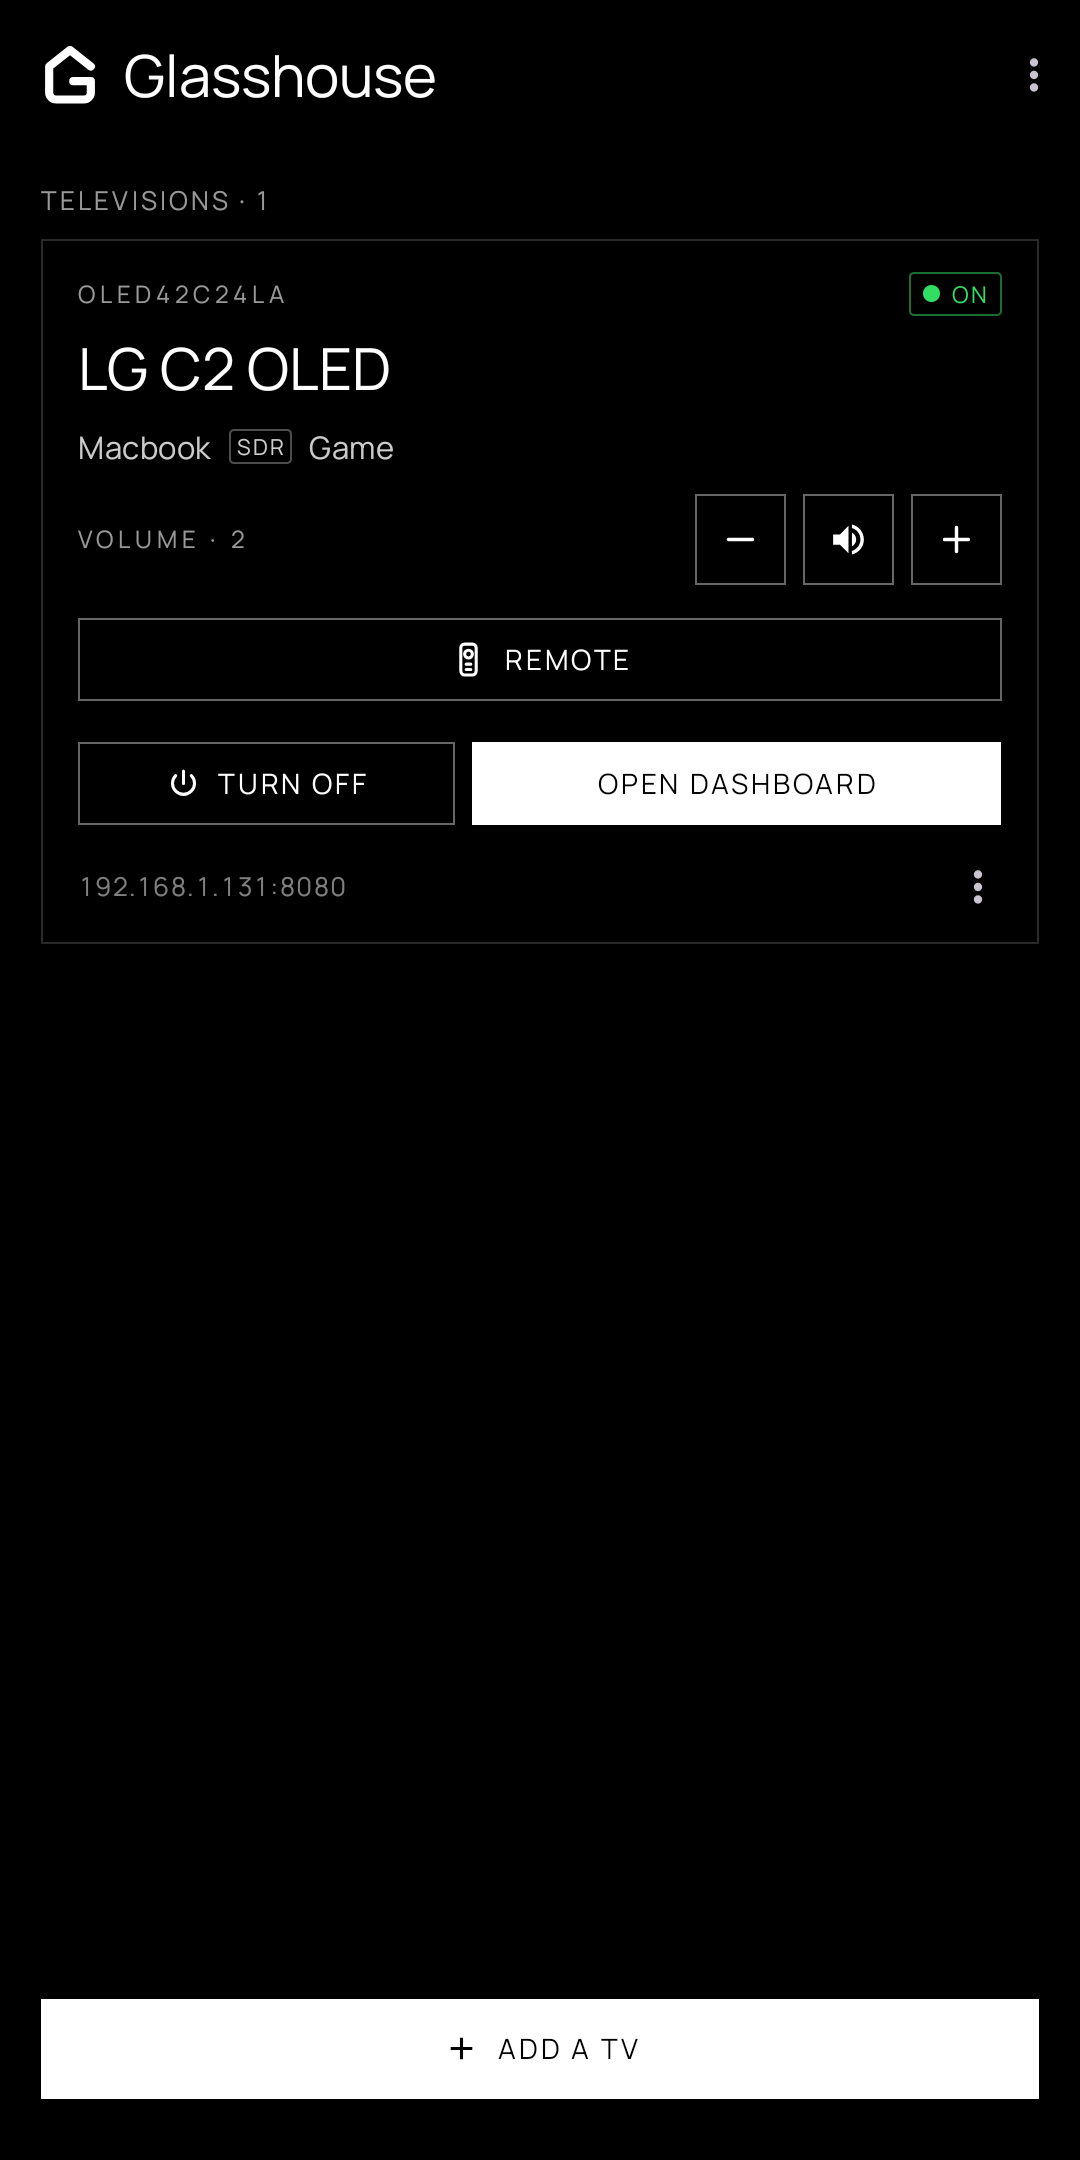 Glasshouse
TELEVISIONS · 1
OLED42C24LA
ON
LG C2 OLED
Macbook SDR Game
VOLUME · 2
REMOTE
TURN OFF
OPEN DASHBOARD
192.168.1.131:8080
ADD A TV